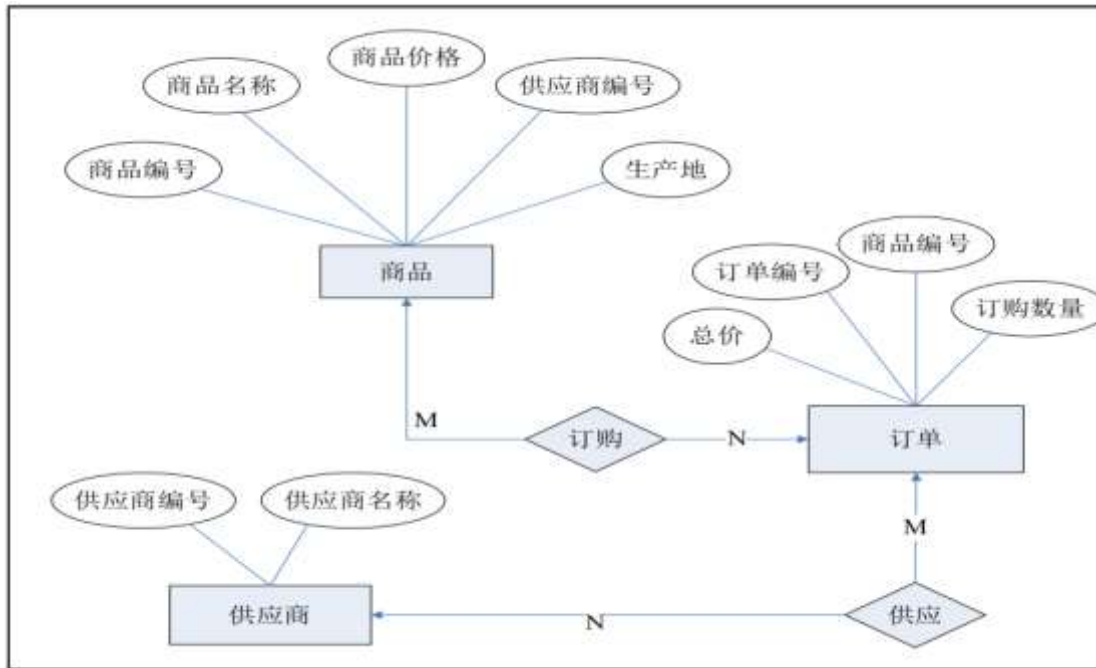 商品价格
商品名称
供应商编号
商品编号
生产地
商品
商品编号
订单编号
订购数量
总价
M
订购
N
订单
供应商编号
供应商名称
M
供应商
N
供应